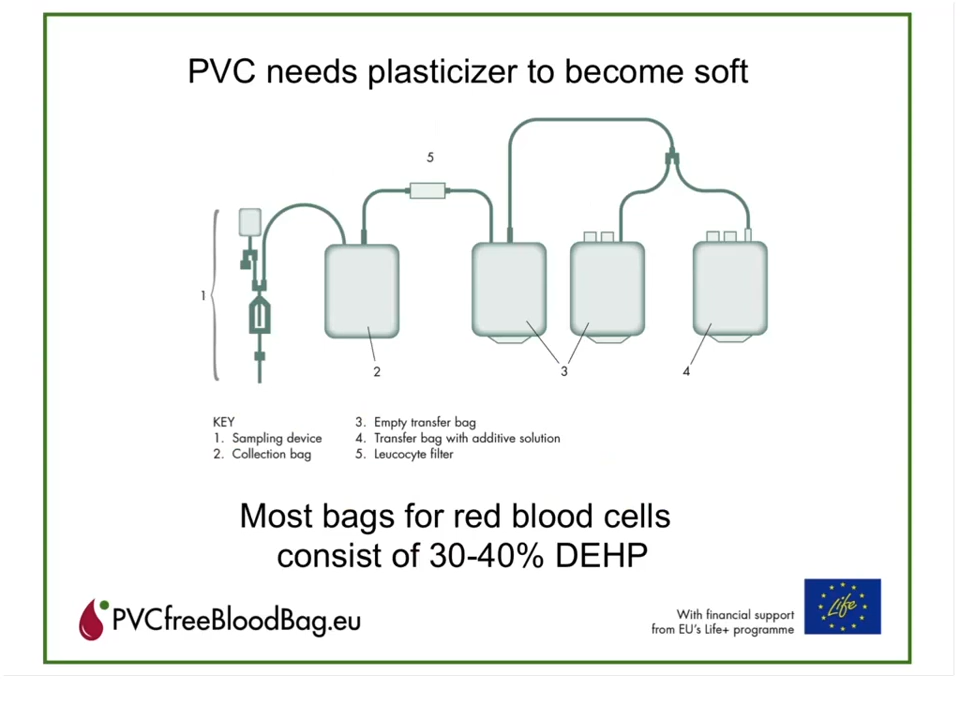 PVC needs plasticizer to become soft
5
1
2
3
4
KEY
1. Sampling device
2. Collection bag
3. Empty transfer bag
4. Transfer bag with additive solution
5. Leucocyte filter
Most bags for red blood cells
consist of 30-40% DEHP
PVCfreeBloodBag.eu
With financial support
from EU's Life+ programme
Life